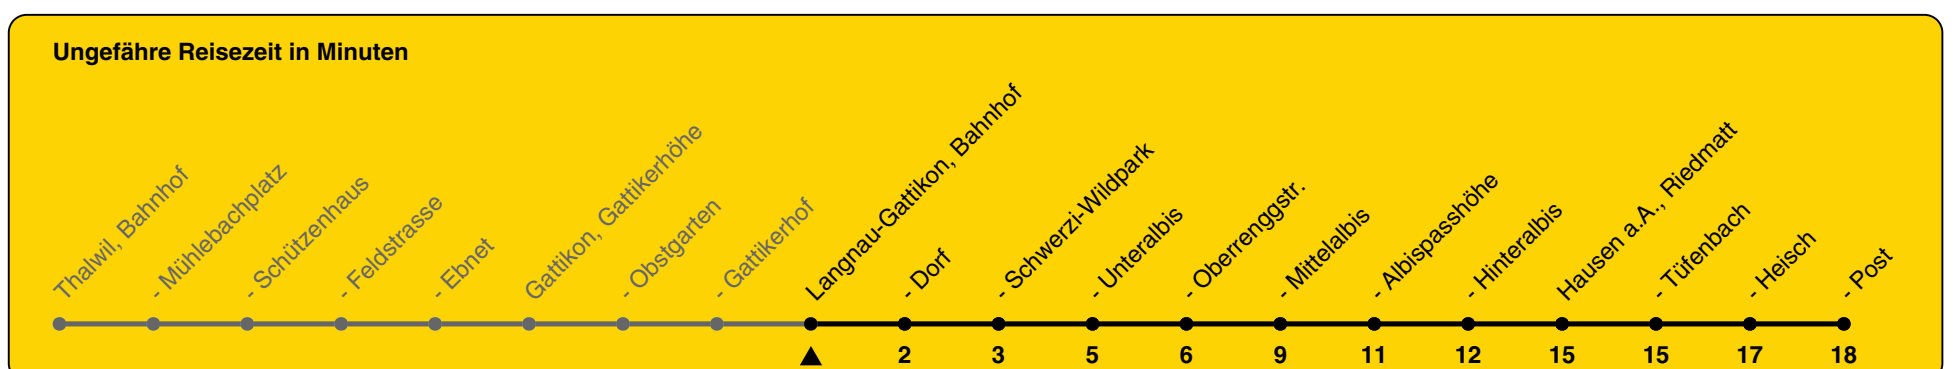 Ungefähre Reisezeit in Minuten
Thalwil, Bahnhof
- Mühlebachplatz
- Schützenhaus
- Feldstrasse
- Ebnet
Gattikon, Gattikerhöhe
- Obstgarten
- Gattikerhof
Langnau-Gattikon, Bahnhof
- Dorf
- Schwerzi-Wildpark
- Unteralbis
- Oberrenggstr.
- Mittelalbis
- Albispasshöhe
- Hinteralbis
Hausen a.A., Riedmatt
- Tüfenbach
- Heisch
- Post
2 3 5 6 9 11 12 15 15 17 18